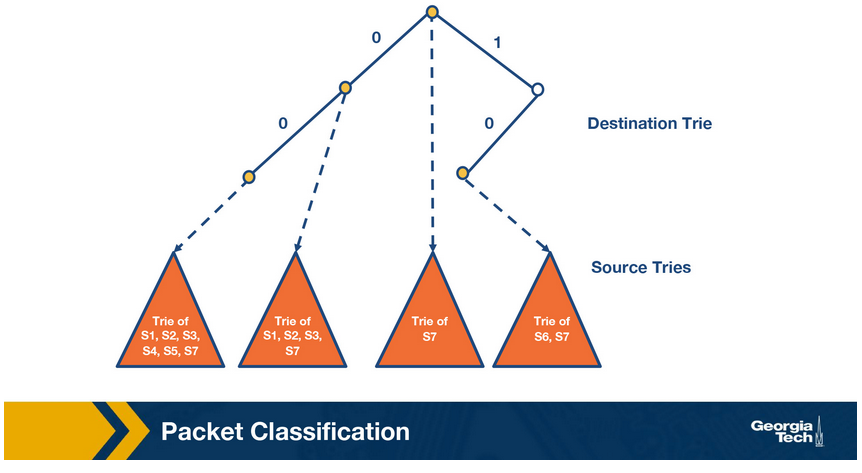 0
1
0
0
Destination Trie
Source Tries
Trie of
S1, S2, S3,
S4, S5, S7
Trie of
S1, S2, S3,
S7
Trie of
S7
Trie of
S6, S7
Packet Classification
Georgia
Tech